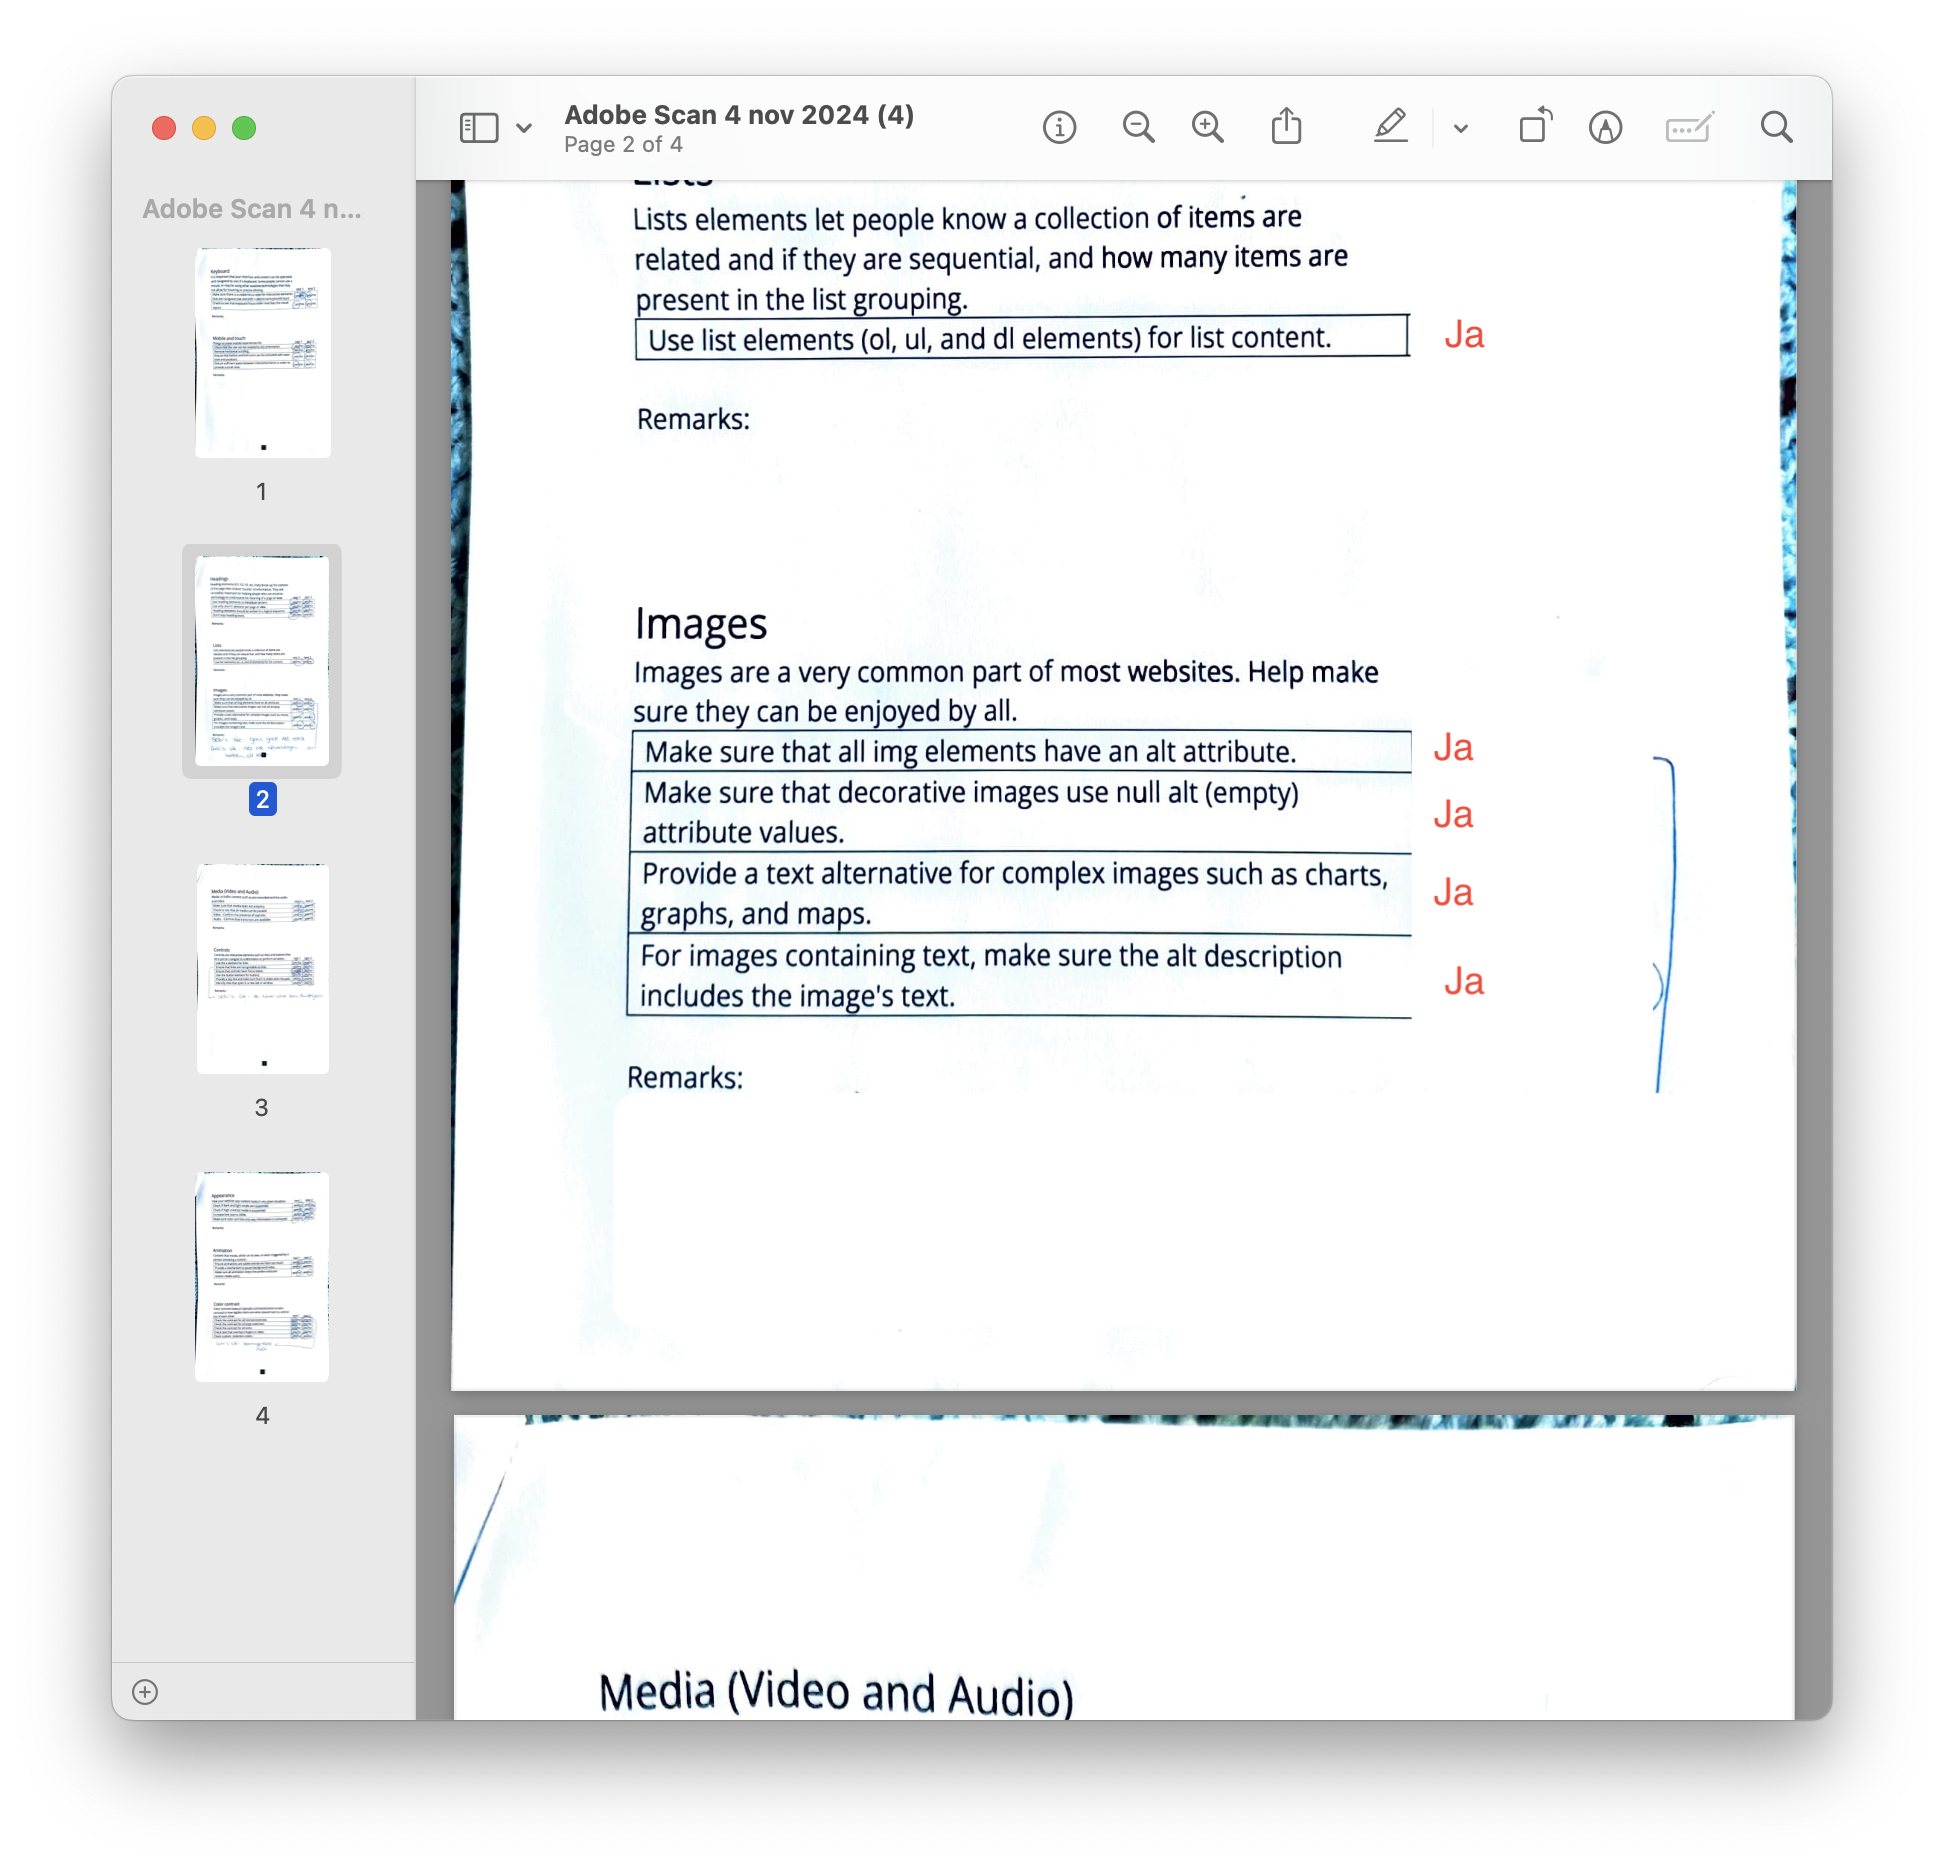 Adobe Scan 4 nov 2024 (4)
Page 2 of 4
Adobe Scan 4 n...
1
2
3
4
Lists
Lists elements let people know a collection of items are
related and if they are sequential, and how many items are
present in the list grouping.
Use list elements (ol, ul, and dl elements) for list content. Ja
Remarks:
Images
Images are a very common part of most websites. Help make
sure they can be enjoyed by all.
Make sure that all img elements have an alt attribute. Ja
Make sure that decorative images use null alt (empty)
attribute values. Ja
Provide a text alternative for complex images such as charts,
graphs, and maps. Ja
For images containing text, make sure the alt description
includes the image's text. Ja
Remarks:
Media (Video and Audio)